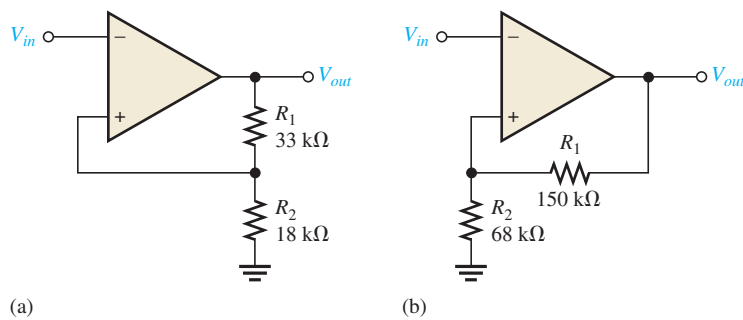 V_in
−
+
V_out
R_1
33 kΩ
R_2
18 kΩ
(a)
V_in
−
+
V_out
R_1
150 kΩ
R_2
68 kΩ
(b)